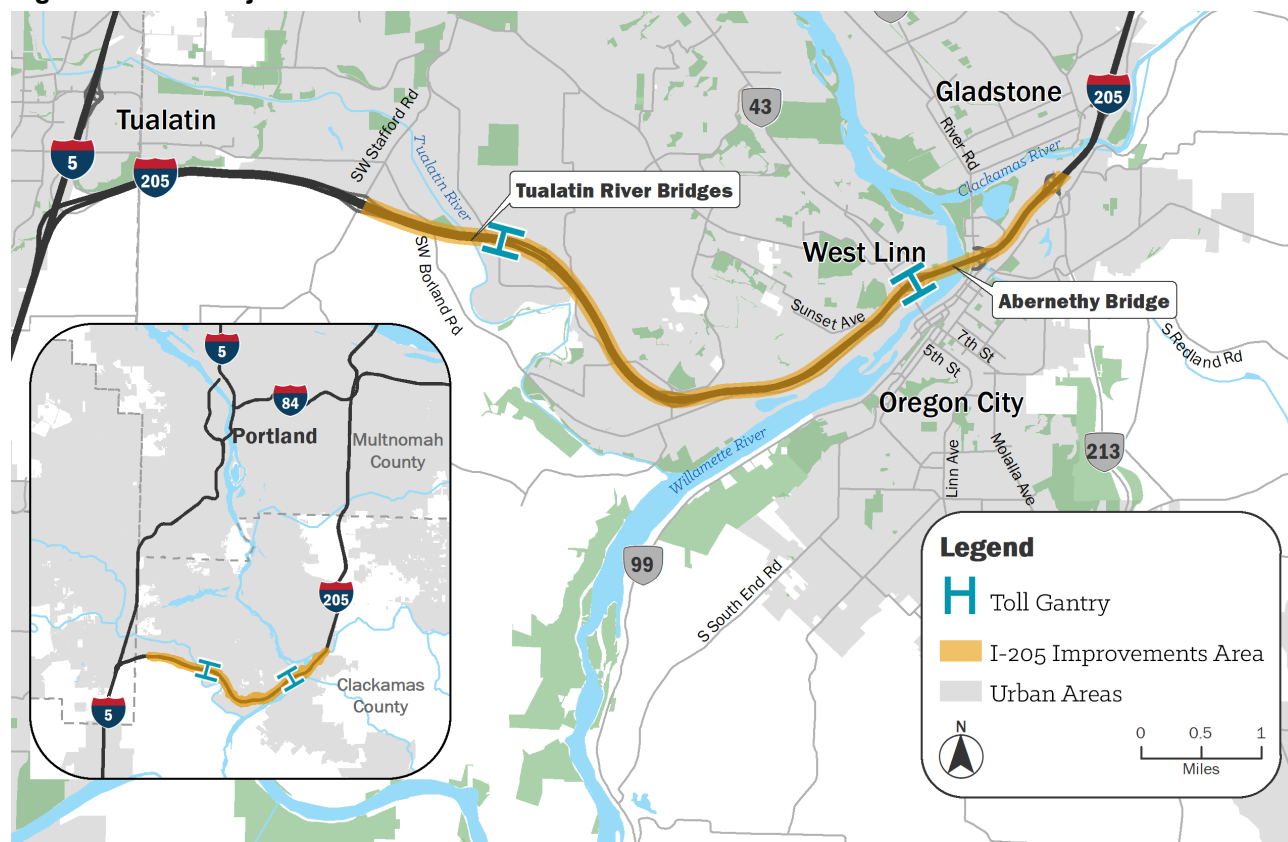 Tualatin
5
205
SW Stafford Rd
Tualatin River
Tualatin River Bridges
SW Borland Rd
43
Gladstone
205
River Rd
Clackamas River
West Linn
Sunset Ave
Abernethy Bridge
7th St
5th St
S Redland Rd
Oregon City
Linn Ave
Molalla Ave
213
Willamette River
99
S South End Rd
5
84
Portland
Multnomah
County
205
Clackamas
County
5
Legend
Toll Gantry
I-205 Improvements Area
Urban Areas
N
0 0.5 1
Miles